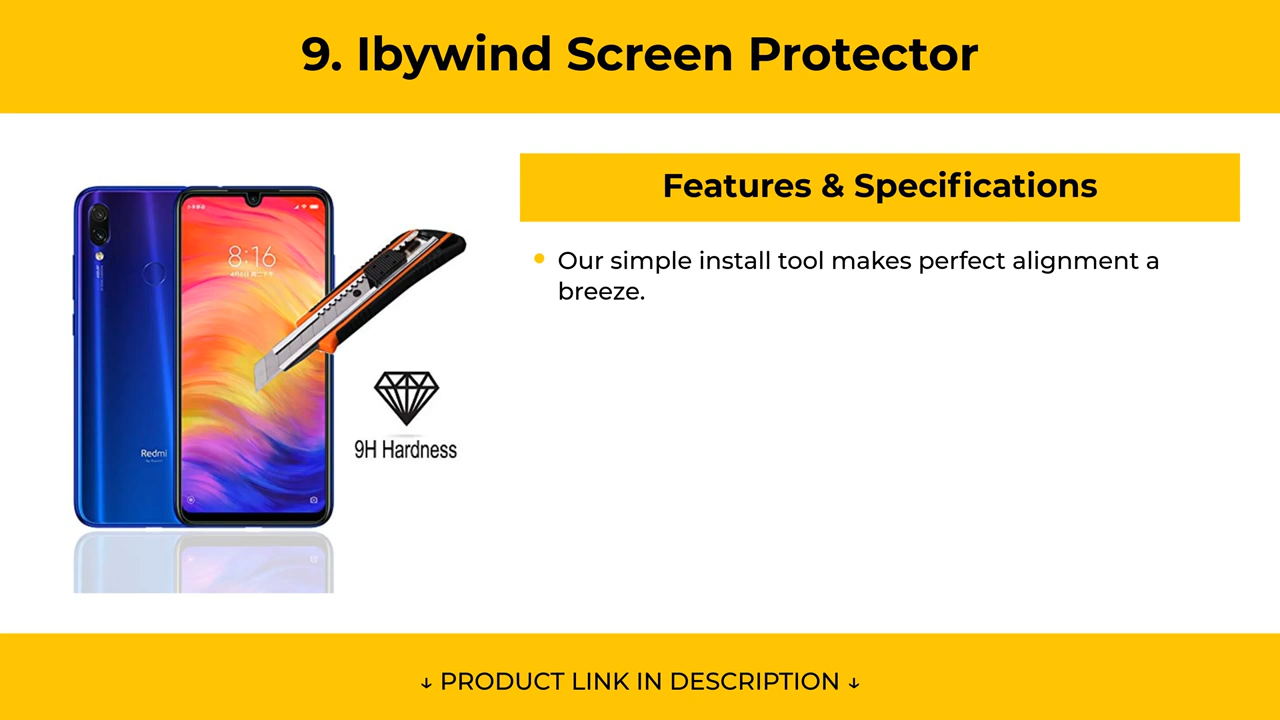 9. Ibywind Screen Protector
Features & Specifications
Our simple install tool makes perfect alignment a
breeze.
8:16
Redmi
9H Hardness
↓ PRODUCT LINK IN DESCRIPTION ↓